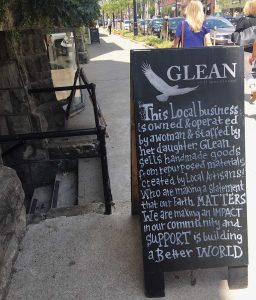 GLEAN
This local business
is owned & operated
by a woman & staffed by
her daughter. Glean
sells handmade goods
from repurposed materials
created by Local Artisans!
Who are making a statement
that our Earth MATTERS
We are making an IMPACT
in our community and
SUPPORT is building
a Better WORLD